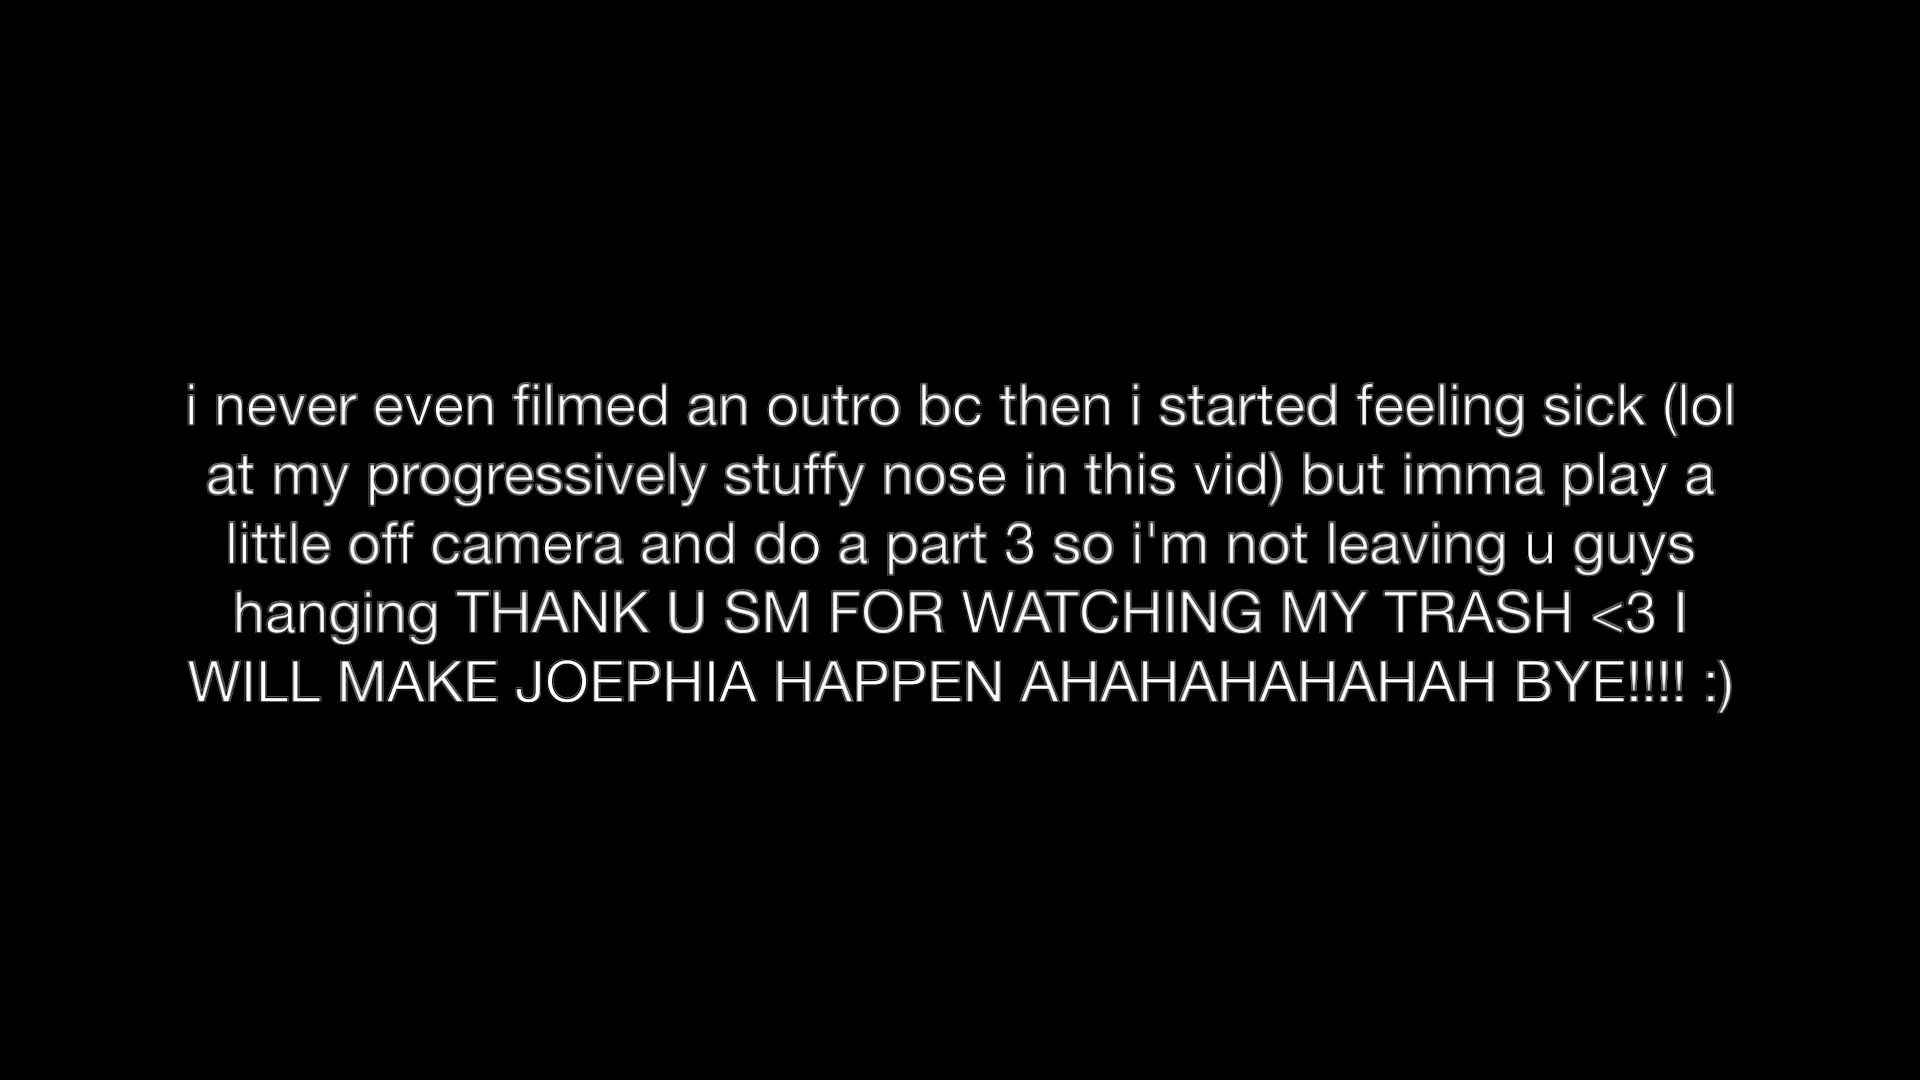 i never even filmed an outro bc then i started feeling sick (lol
at my progressively stuffy nose in this vid) but imma play a
little off camera and do a part 3 so i'm not leaving u guys
hanging THANK U SM FOR WATCHING MY TRASH <3 I
WILL MAKE JOEPHIA HAPPEN AHAHAHAHAHAH BYE!!!! :)